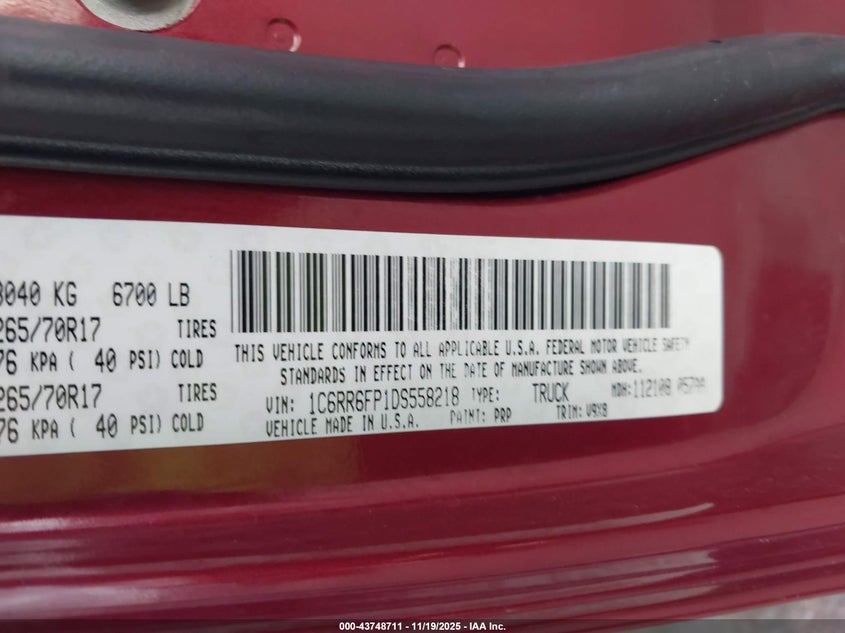 3040 KG 6700 LB
265/70R17 TIRES
76 KPA ( 40 PSI) COLD
265/70R17 TIRES
76 KPA ( 40 PSI) COLD
THIS VEHICLE CONFORMS TO ALL APPLICABLE U.S.A. FEDERAL MOTOR VEHICLE SAFETY
STANDARDS IN EFFECT ON THE DATE OF MANUFACTURE SHOWN ABOVE.
VIN: 1C6RR6FP1DS558218 TYPE: TRUCK MDH: 112108
VEHICLE MADE IN U.S.A. PAINT: PRP TRIM: V9X8
000-43748711 - 11/19/2025 - IAA Inc.